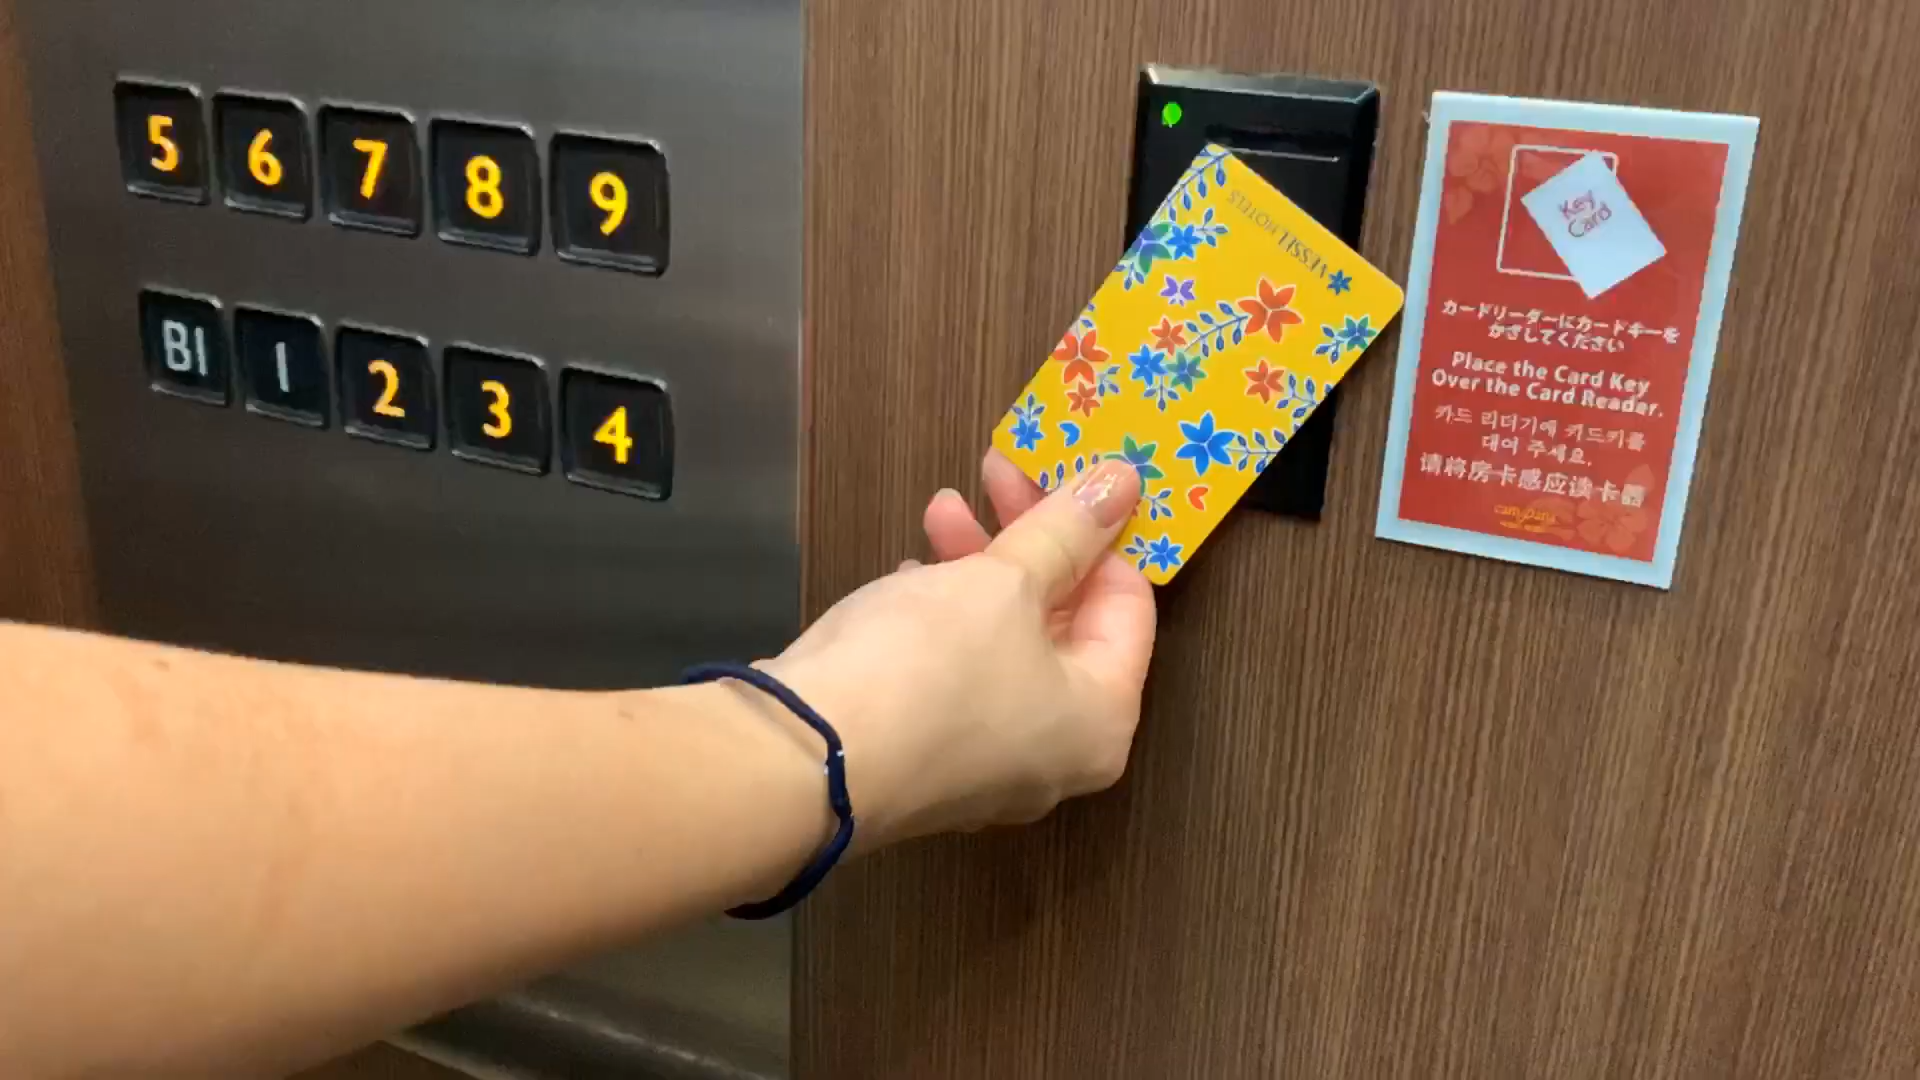 5 6 7 8 9
B1 1 2 3 4
VESSEL HOTELS
Key
Card
カードリーダーにカードキーを
かざしてください
Place the Card Key
Over the Card Reader.
카드 리더기에 카드키를
대어 주세요.
请将房卡感应读卡器
campana